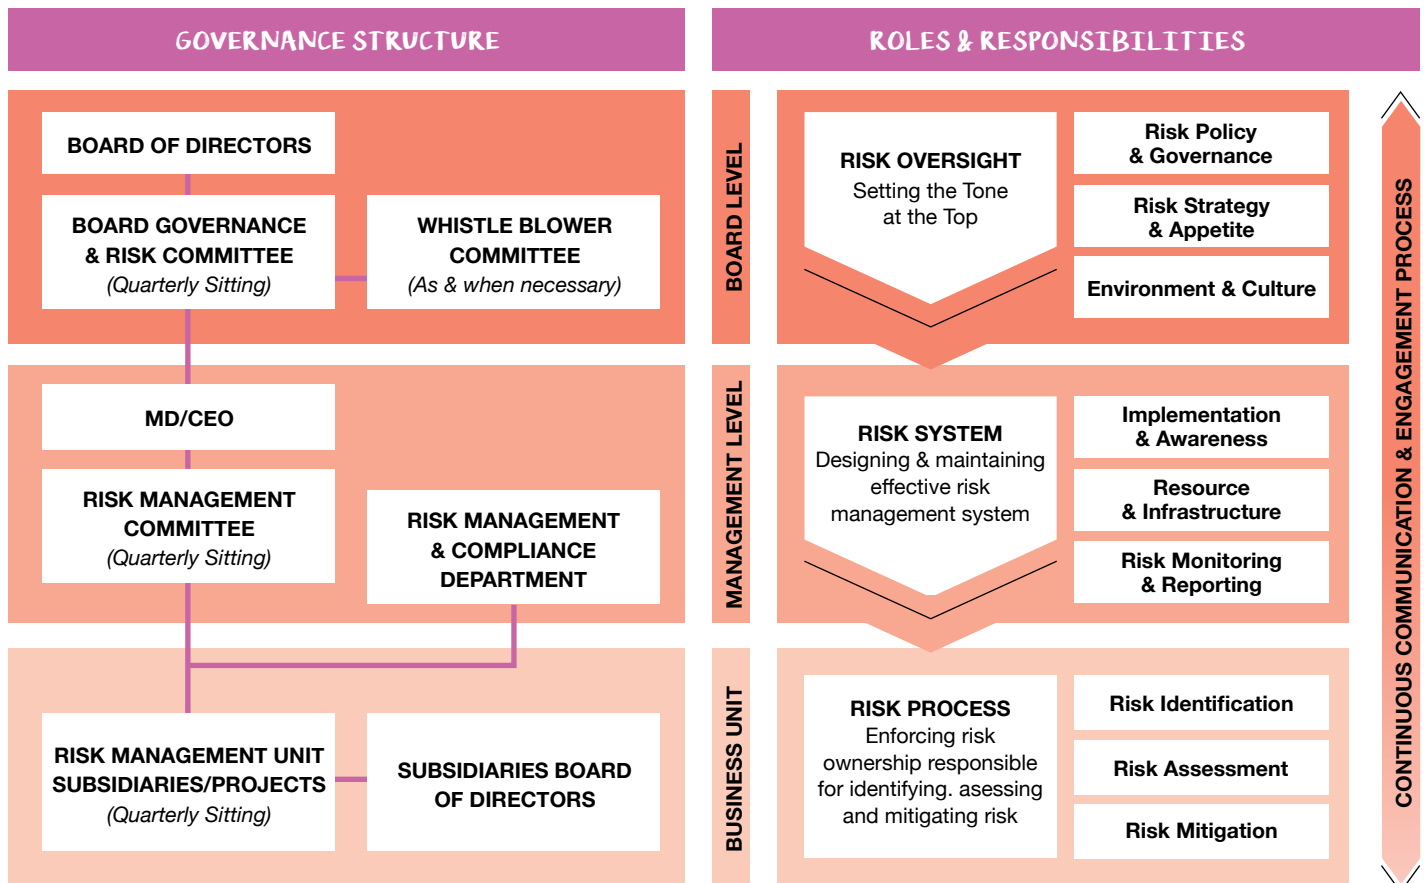 GOVERNANCE STRUCTURE
ROLES & RESPONSIBILITIES
BOARD OF DIRECTORS
BOARD GOVERNANCE
& RISK COMMITTEE
(Quarterly Sitting)
WHISTLE BLOWER
COMMITTEE
(As & when necessary)
BOARD LEVEL
RISK OVERSIGHT
Setting the Tone
at the Top
Risk Policy
& Governance
Risk Strategy
& Appetite
Environment & Culture
MD/CEO
RISK MANAGEMENT
COMMITTEE
(Quarterly Sitting)
RISK MANAGEMENT
& COMPLIANCE
DEPARTMENT
MANAGEMENT LEVEL
RISK SYSTEM
Designing & maintaining
effective risk
management system
Implementation
& Awareness
Resource
& Infrastructure
Risk Monitoring
& Reporting
RISK MANAGEMENT UNIT
SUBSIDIARIES/PROJECTS
(Quarterly Sitting)
SUBSIDIARIES BOARD
OF DIRECTORS
BUSINESS UNIT
RISK PROCESS
Enforcing risk
ownership responsible
for identifying. asessing
and mitigating risk
Risk Identification
Risk Assessment
Risk Mitigation
CONTINUOUS COMMUNICATION & ENGAGEMENT PROCESS